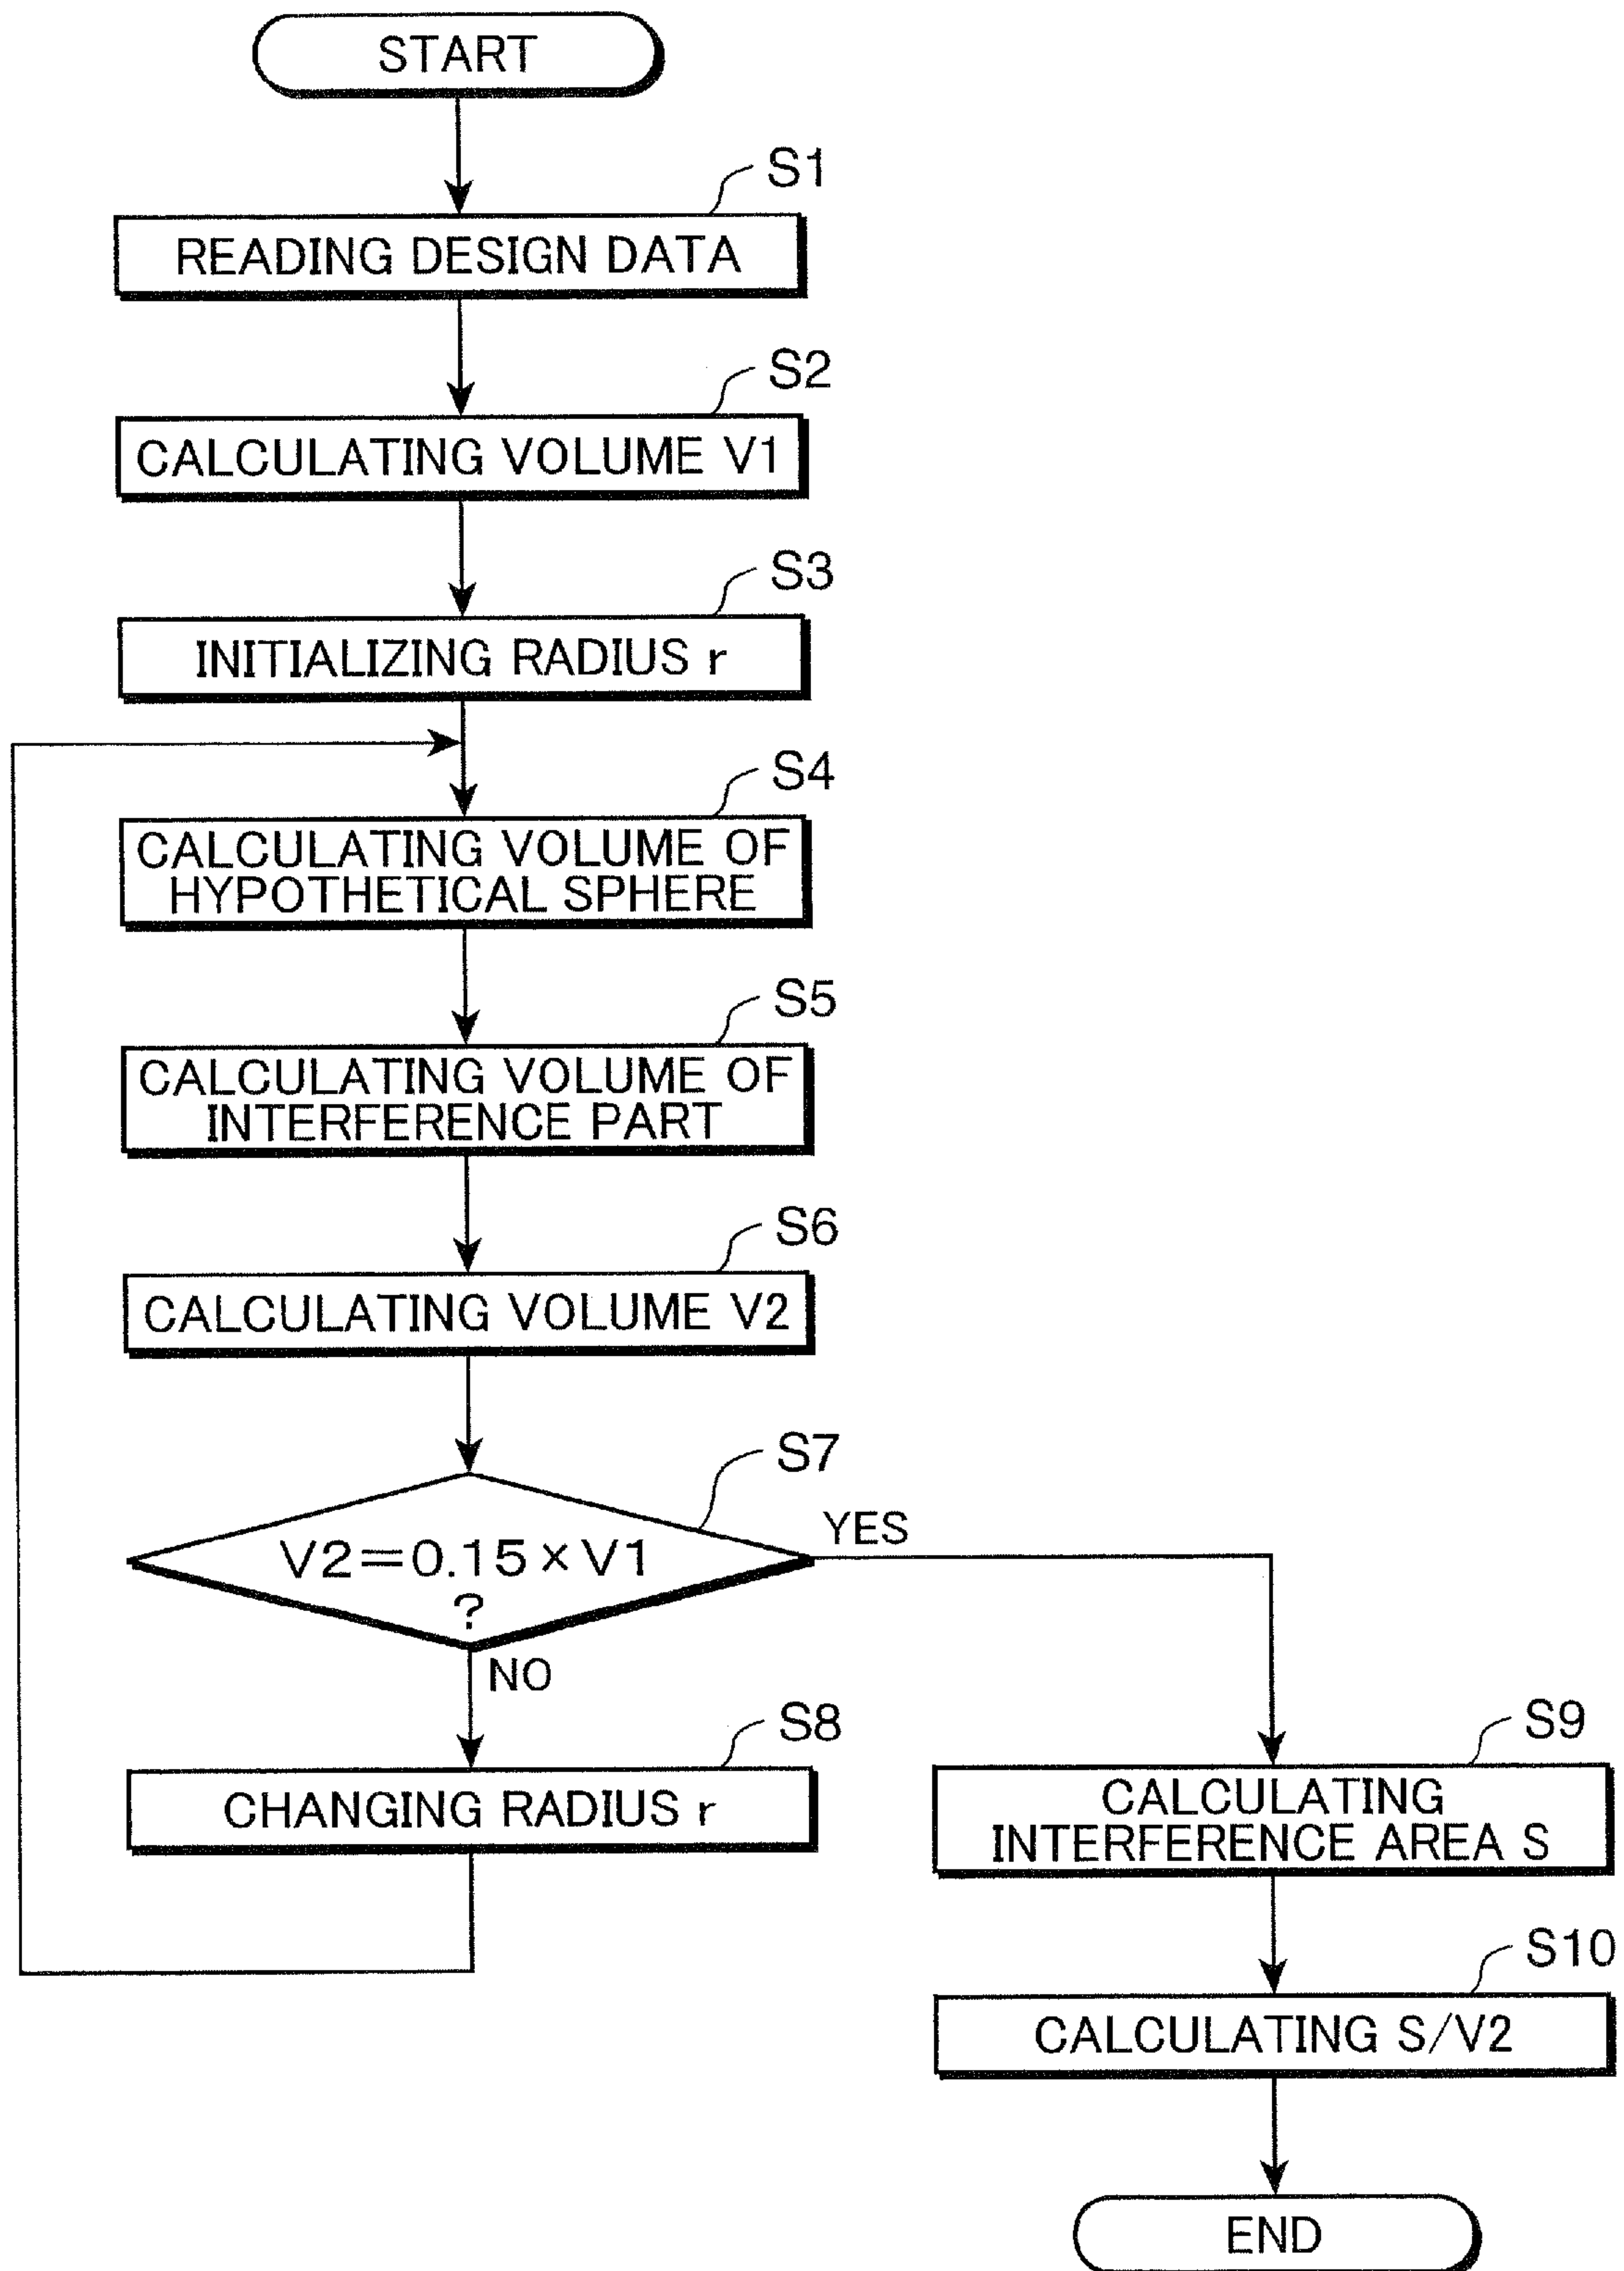 START
S1
READING DESIGN DATA
S2
CALCULATING VOLUME V1
S3
INITIALIZING RADIUS r
S4
CALCULATING VOLUME OF
HYPOTHETICAL SPHERE
S5
CALCULATING VOLUME OF
INTERFERENCE PART
S6
CALCULATING VOLUME V2
S7
V2=0.15×V1
?
YES
NO
S8
CHANGING RADIUS r
S9
CALCULATING
INTERFERENCE AREA S
S10
CALCULATING S/V2
END